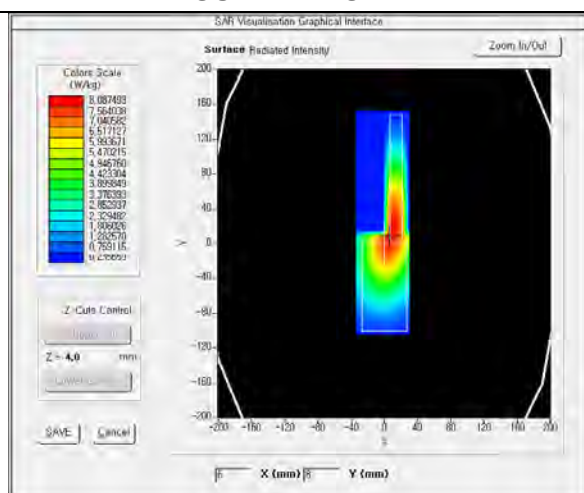 SAR Visualisation Graphical Interface
Surface Radiated Intensity
Zoom In/Out
Colors Scale
(W/kg)
8,087493
7,564038
7,040582
6,517127
5,993671
5,470215
4,946760
4,423304
3,899849
3,376393
2,852937
2,329482
1,806026
1,282570
0,759115
200
160
120
80
40
0
-40
-80
-120
-160
-200
Y
-200 -160 -120 -80 -40 0 40 80 120 160 200
X
Z-Cuts Control
Z = 4,0 mm
SAVE
Cancel
6 X (mm) 8 Y (mm)